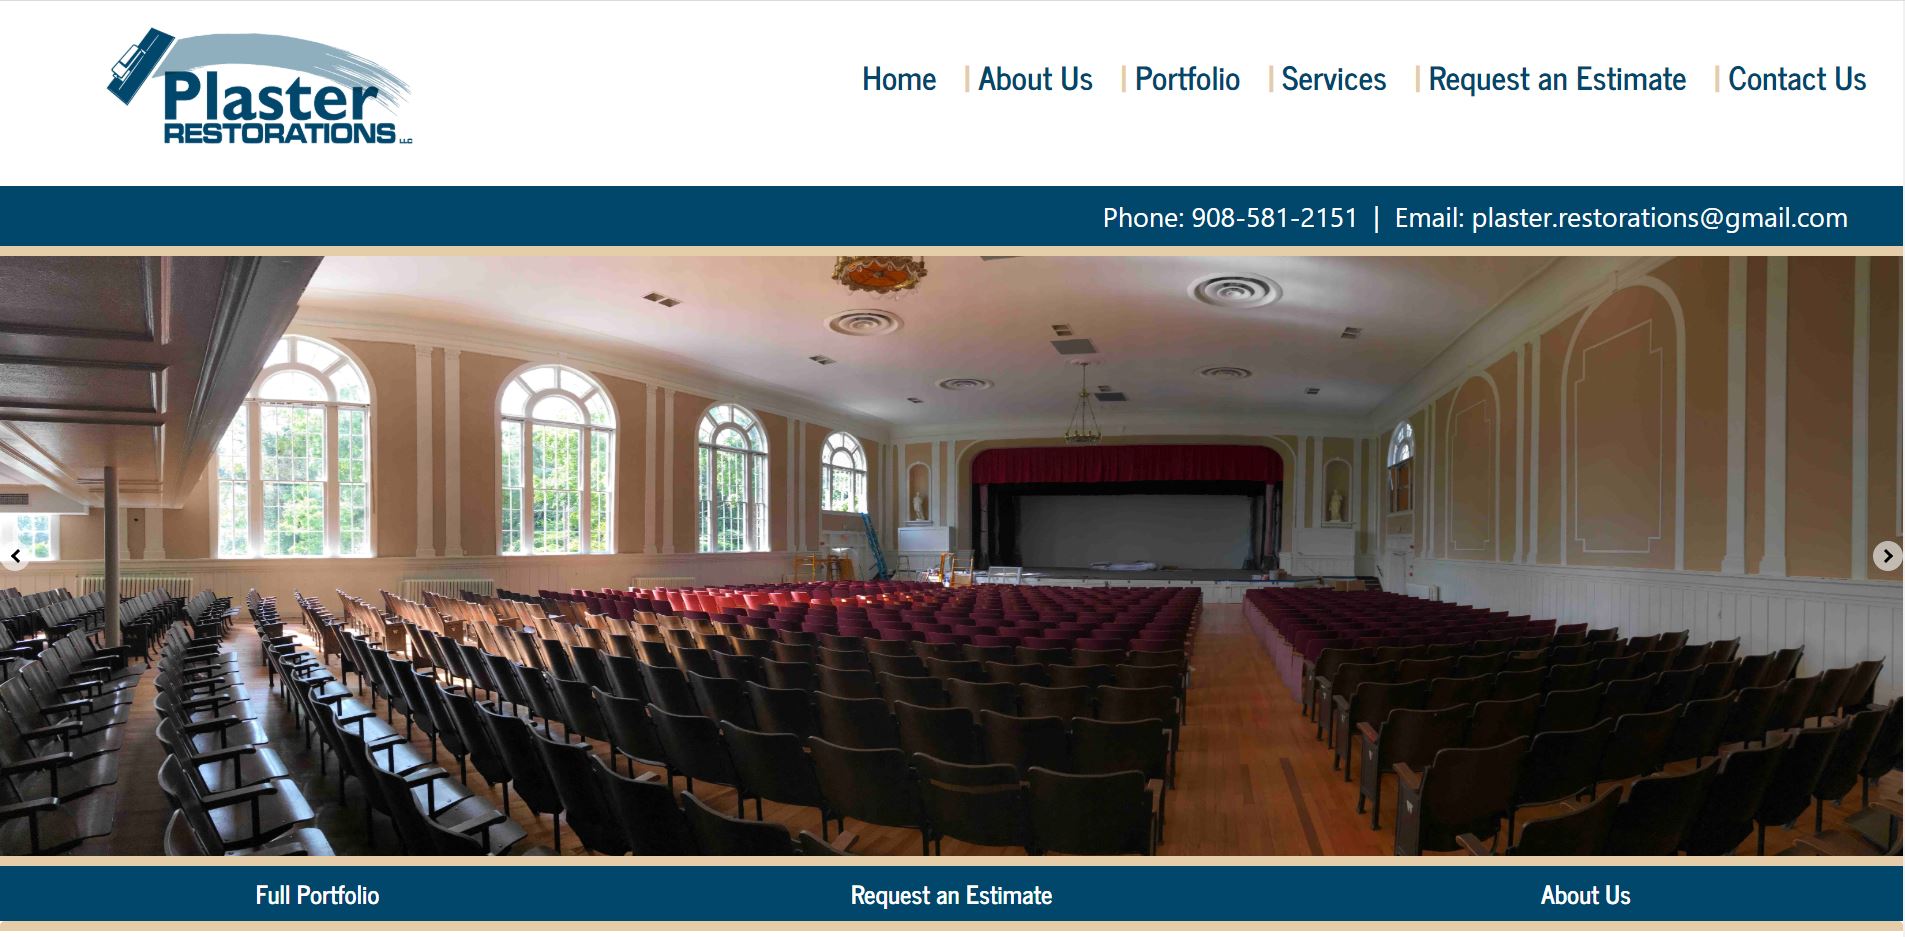 Plaster
RESTORATIONS LLC
Home | About Us | Portfolio | Services | Request an Estimate | Contact Us
Phone: 908-581-2151 | Email: plaster.restorations@gmail.com
Full Portfolio Request an Estimate About Us